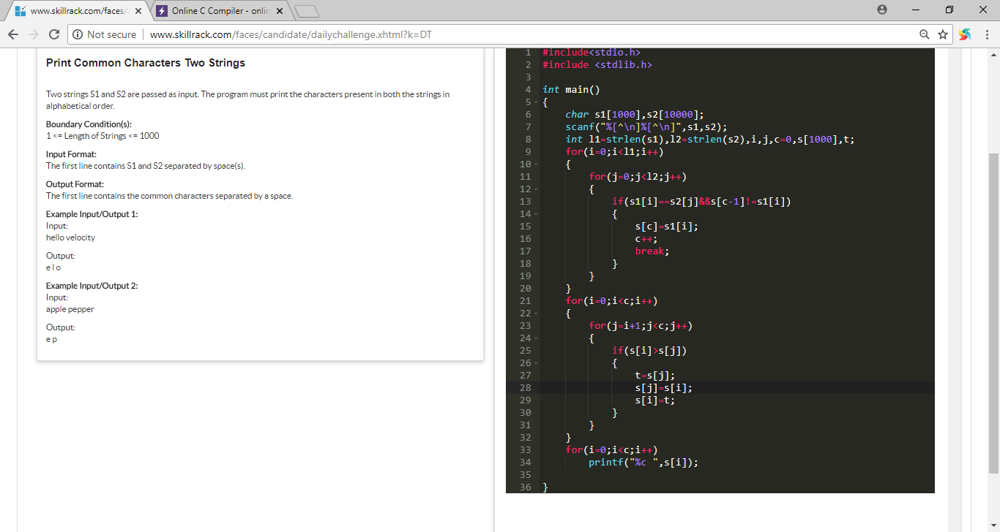 www.skillrack.com/faces/
Online C Compiler - onlin
Not secure
www.skillrack.com/faces/candidate/dailychallenge.xhtml?k=DT
Print Common Characters Two Strings
Two strings S1 and S2 are passed as input. The program must print the characters present in both the strings in
alphabetical order.
Boundary Condition(s):
1 <= Length of Strings <= 1000
Input Format:
The first line contains S1 and S2 separated by space(s).
Output Format:
The first line contains the common characters separated by a space.
Example Input/Output 1:
Input:
hello velocity
Output:
e l o
Example Input/Output 2:
Input:
apple pepper
Output:
e p
1 #include<stdio.h>
2 #include <stdlib.h>
3
4 int main()
5 {
6 char s1[1000],s2[10000];
7 scanf("%[^\n]%[^\n]",s1,s2);
8 int l1=strlen(s1),l2=strlen(s2),i,j,c=0,s[1000],t;
9 for(i=0;i<l1;i++)
10 {
11 for(j=0;j<l2;j++)
12 {
13 if(s1[i]==s2[j]&&s[c-1]!=s1[i])
14 {
15 s[c]=s1[i];
16 c++;
17 break;
18 }
19 }
20 }
21 for(i=0;i<c;i++)
22 {
23 for(j=i+1;j<c;j++)
24 {
25 if(s[i]>s[j])
26 {
27 t=s[j];
28 s[j]=s[i];
29 s[i]=t;
30 }
31 }
32 }
33 for(i=0;i<c;i++)
34 printf("%c ",s[i]);
35
36 }